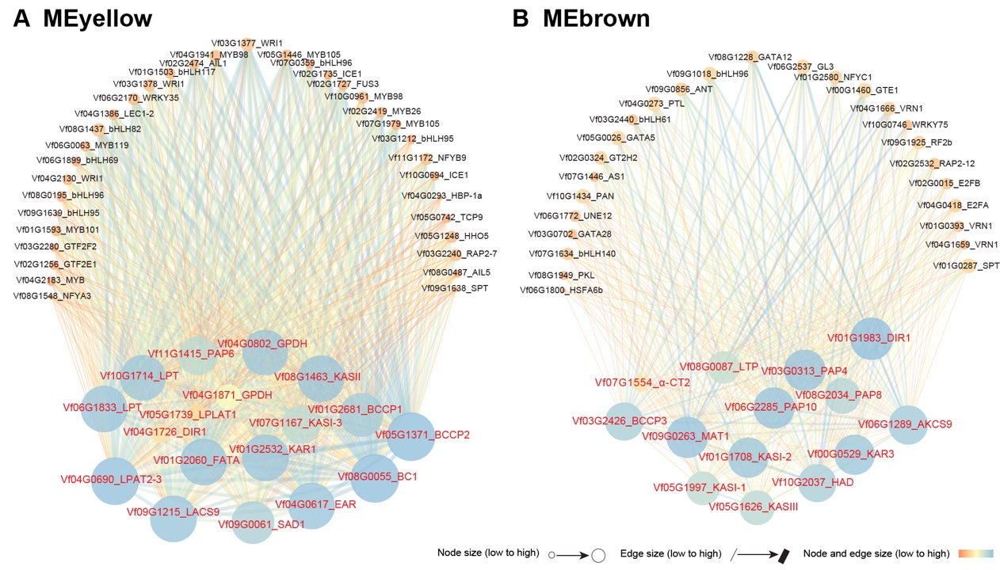 A MEyellow
Vf03G1377_WRI1
Vf04G1941_MYB98
Vf05G1446_MYB105
Vf02G2474_AIL1
Vf07G0359_bHLH96
Vf01G1503_bHLH117
Vf02G1735_ICE1
Vf03G1378_WRI1
Vf02G1727_FUS3
Vf06G2170_WRKY35
Vf10G0961_MYB98
Vf04G1386_LEC1-2
Vf02G2419_MYB26
Vf08G1437_bHLH82
Vf07G1979_MYB105
Vf06G0063_MYB119
Vf03G1212_bHLH95
Vf06G1899_bHLH69
Vf11G1172_NFYB9
Vf04G2130_WRI1
Vf10G0694_ICE1
Vf08G0195_bHLH96
Vf04G0293_HBP-1a
Vf09G1639_bHLH95
Vf05G0742_TCP9
Vf01G1593_MYB101
Vf05G1248_HHO5
Vf03G2280_GTF2F2
Vf03G2240_RAP2-7
Vf02G1256_GTF2E1
Vf08G0487_AIL5
Vf04G2183_MYB
Vf09G1638_SPT
Vf08G1548_NFYA3
Vf04G0802_GPDH
Vf11G1415_PAP6
Vf10G1714_LPT
Vf08G1463_KASII
Vf04G1871_GPDH
Vf06G1833_LPT
Vf05G1739_LPLAT1
Vf01G2681_BCCP1
Vf07G1167_KASI-3
Vf04G1726_DIR1
Vf05G1371_BCCP2
Vf01G2532_KAR1
Vf01G2060_FATA
Vf04G0690_LPAT2-3
Vf08G0055_BC1
Vf04G0617_EAR
Vf09G1215_LACS9
Vf09G0061_SAD1
B MEbrown
Vf08G1228_GATA12
Vf06G2537_GL3
Vf09G1018_bHLH96
Vf01G2580_NFYC1
Vf09G0856_ANT
Vf00G1460_GTE1
Vf04G0273_PTL
Vf04G1666_VRN1
Vf03G2440_bHLH61
Vf10G0746_WRKY75
Vf05G0026_GATA5
Vf09G1925_RF2b
Vf02G0324_GT2H2
Vf02G2532_RAP2-12
Vf07G1446_AS1
Vf02G0015_E2FB
Vf10G1434_PAN
Vf04G0418_E2FA
Vf06G1772_UNE12
Vf01G0393_VRN1
Vf03G0702_GATA28
Vf04G1659_VRN1
Vf07G1634_bHLH140
Vf01G0287_SPT
Vf08G1949_PKL
Vf06G1800_HSFA6b
Vf01G1983_DIR1
Vf08G0087_LTP
Vf03G0313_PAP4
Vf07G1554_α-CT2
Vf08G2034_PAP8
Vf06G2285_PAP10
Vf03G2426_BCCP3
Vf06G1289_AKCS9
Vf09G0263_MAT1
Vf01G1708_KASI-2
Vf00G0529_KAR3
Vf05G1997_KASI-1
Vf10G2037_HAD
Vf05G1626_KASIII
Node size (low to high) Edge size (low to high) Node and edge size (low to high)